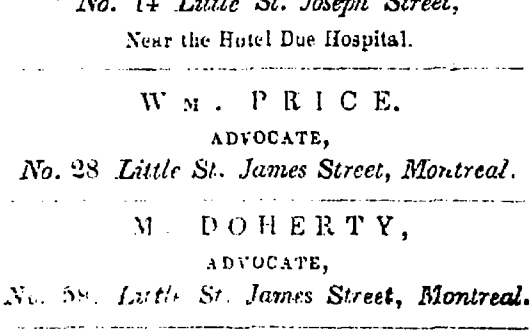 No. 14 Little St. Joseph Street,
Near the Hotel Due Hospital.
WM. PRICE.
ADVOCATE,
No. 28 Little St. James Street, Montreal.
M. DOHERTY,
ADVOCATE,
No. 58. Little St. James Street, Montreal.